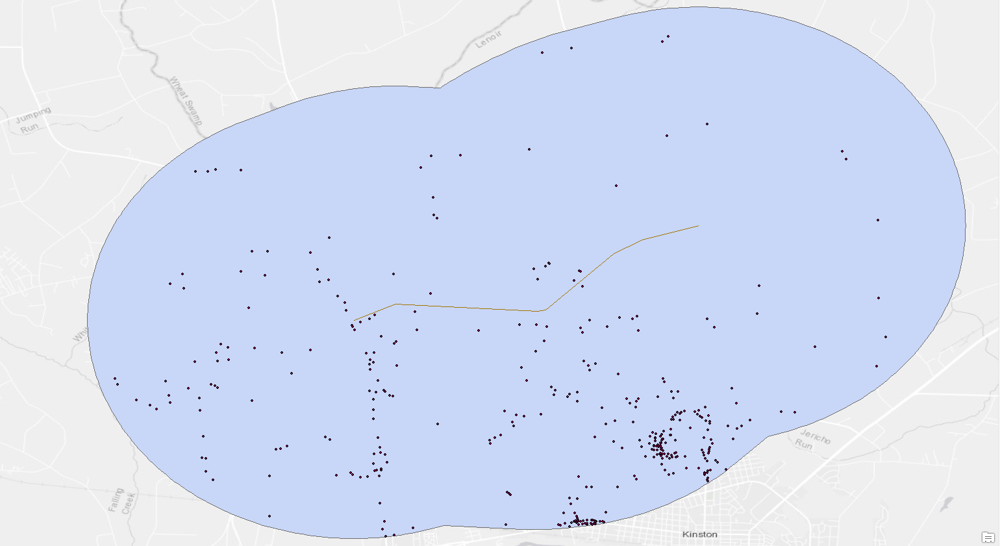 Lenoir
Wheat Swamp
Jumping
Run
Jericho
Run
Falling
Creek
Kinston